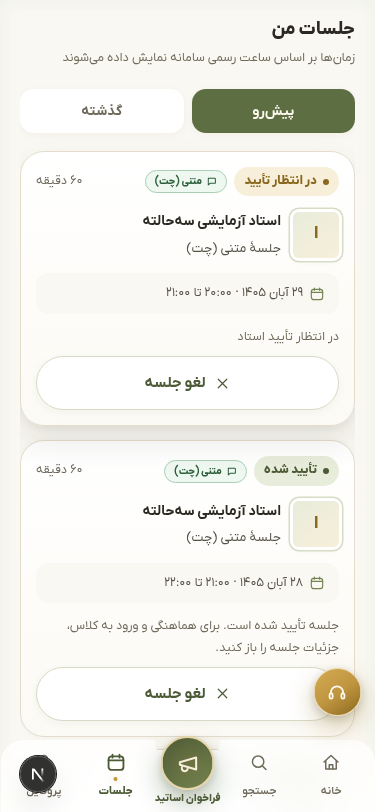 جلسات من
زمان‌ها بر اساس ساعت رسمی سامانه نمایش داده می‌شوند
پیش‌رو
گذشته
در انتظار تأیید
متنی (چت)
۶۰ دقیقه
ا
استاد آزمایشی سه‌حالته
جلسهٔ متنی (چت)
۲۹ آبان ۱۴۰۵ · ۲۰:۰۰ تا ۲۱:۰۰
در انتظار تأیید استاد
لغو جلسه
تأیید شده
متنی (چت)
۶۰ دقیقه
ا
استاد آزمایشی سه‌حالته
جلسهٔ متنی (چت)
۲۸ آبان ۱۴۰۵ · ۲۱:۰۰ تا ۲۲:۰۰
جلسه تأیید شده است. برای هماهنگی و ورود به کلاس،
جزئیات جلسه را باز کنید.
لغو جلسه
خانه
جستجو
فراخوان اساتید
جلسات
N